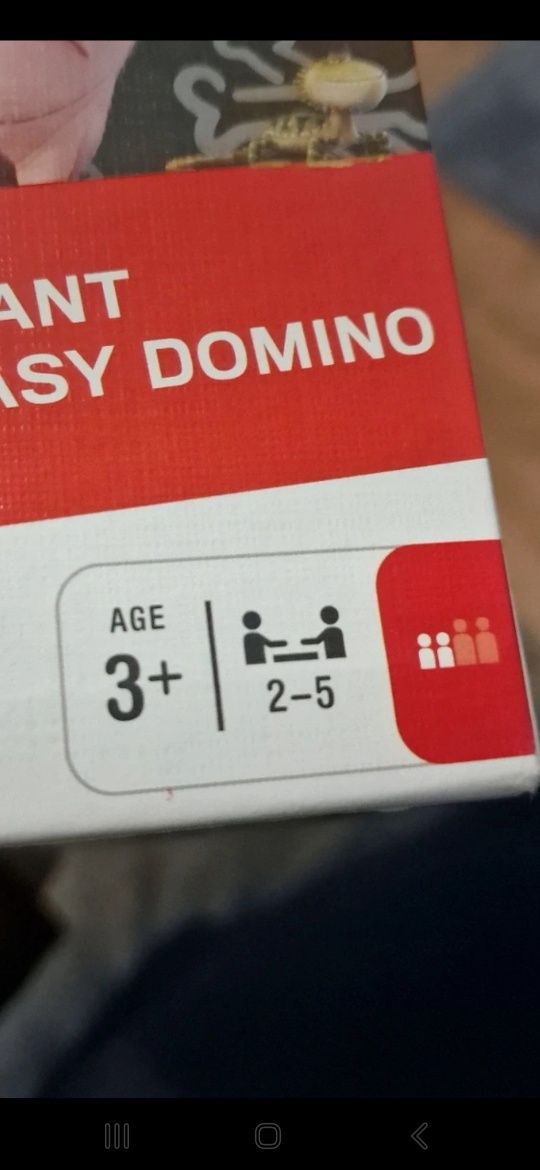 ANT
ASY DOMINO
AGE
3+
2–5